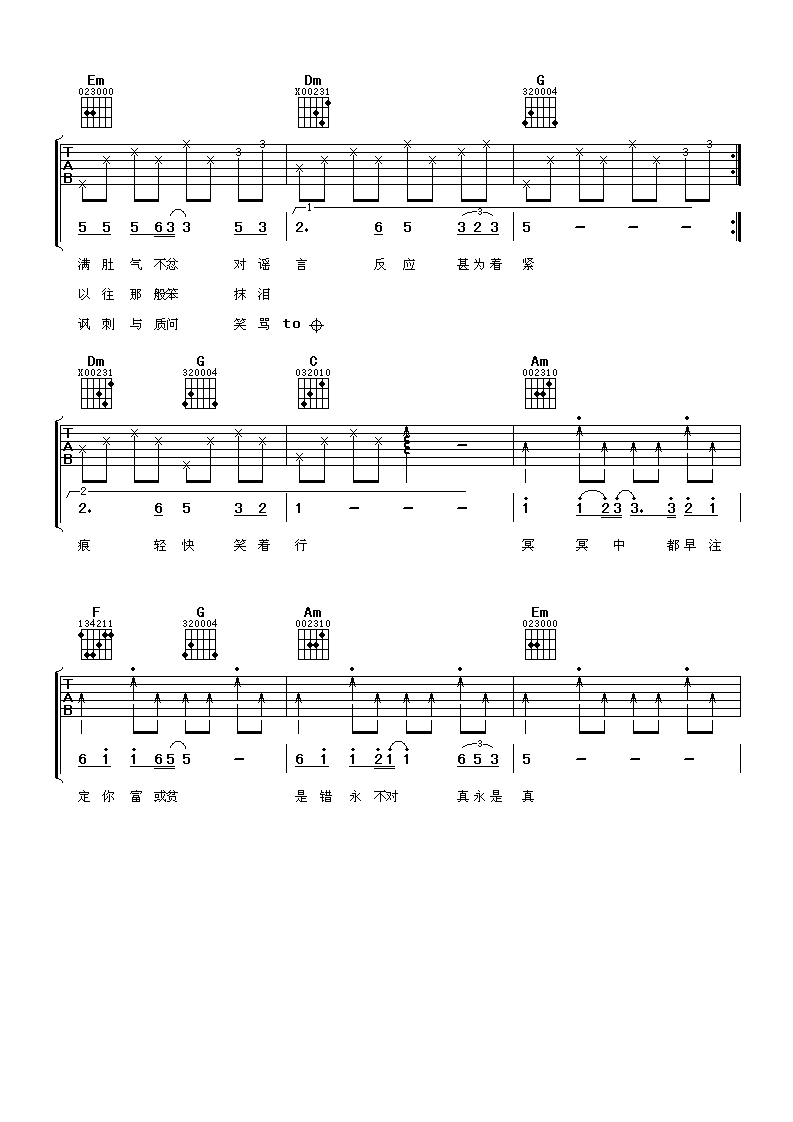 Em Dm G
023000 X00231 320004
T 3 3
A
B
1
5 5 5 6 3 3 5 3 2. 6 5 3 2 3 5 - - -
3
满 肚 气 不忿 对 谣 言 反 应 甚 为 着 紧
以 往 那 般笨 抹 泪
讽 刺 与 质问 笑 骂 to
Dm G C Am
X00231 320004 032010 002310
T
A
B
2
2. 6 5 3 2 1 - - - 1 1 2 3 3. 3 2 1
痕 轻 快 笑 着 行 冥 冥 中 都 早 注
F G Am Em
134211 320004 002310 023000
T
A
B
6 1 1 6 5 5 - 6 1 1 2 1 1 6 5 3 5 - - -
3
定 你 富 或贫 是 错 永 不对 真 永 是 真